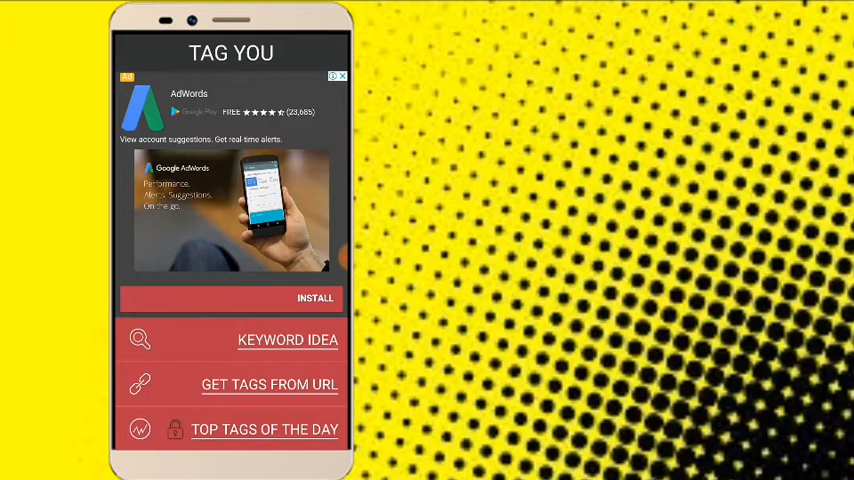 TAG YOU
Ad
AdWords
Google Play FREE (23,685)
View account suggestions. Get real-time alerts.
Google AdWords
Performance.
Alerts. Suggestions.
On the go.
INSTALL
KEYWORD IDEA
GET TAGS FROM URL
TOP TAGS OF THE DAY